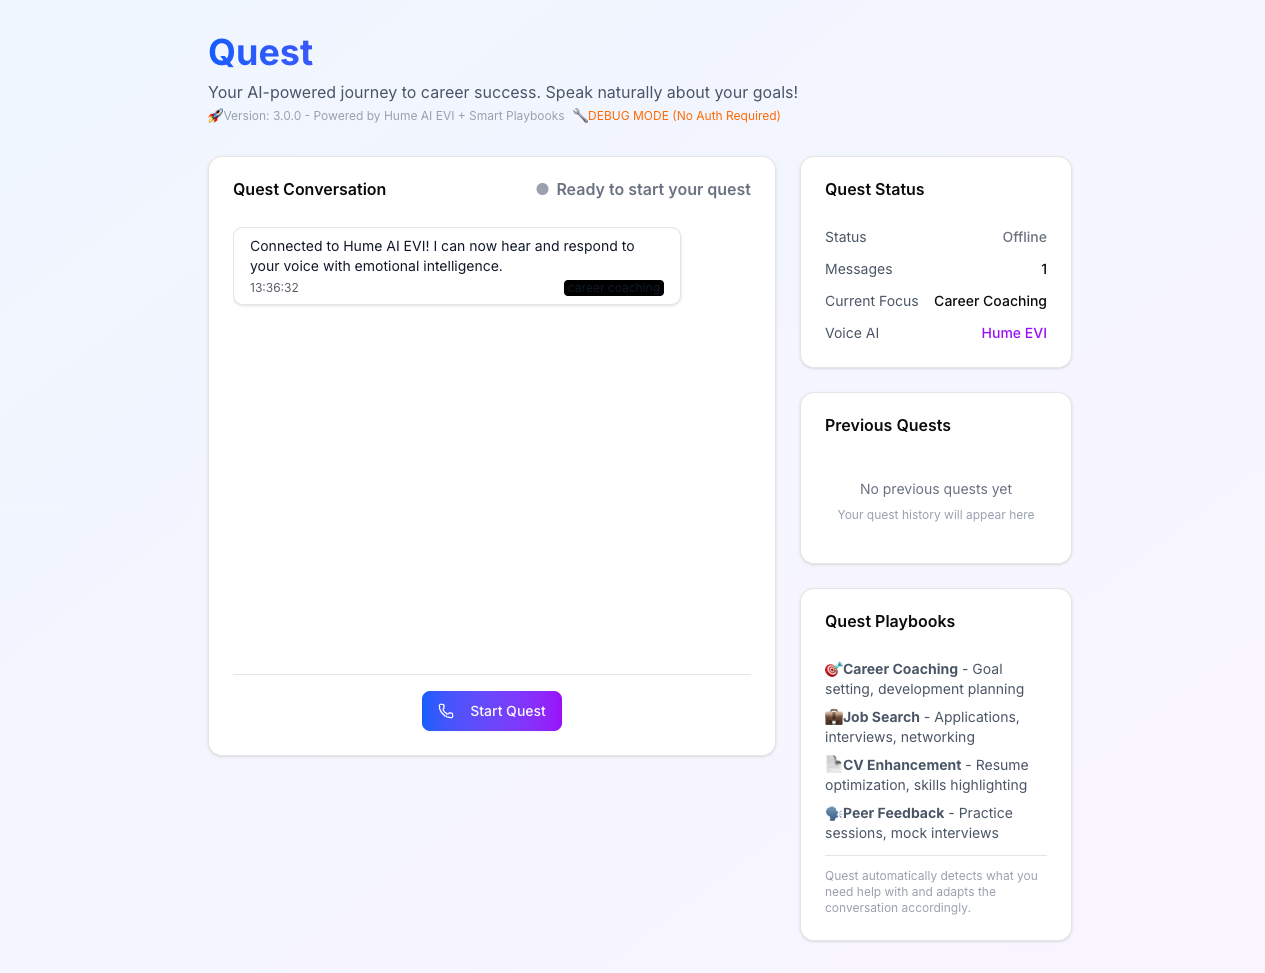 Quest
Your AI-powered journey to career success. Speak naturally about your goals!
🚀Version: 3.0.0 - Powered by Hume AI EVI + Smart Playbooks 🔧DEBUG MODE (No Auth Required)
Quest Conversation
Ready to start your quest
Connected to Hume AI EVI! I can now hear and respond to
your voice with emotional intelligence.
13:36:32
career coaching
Start Quest
Quest Status
Status Offline
Messages 1
Current Focus Career Coaching
Voice AI Hume EVI
Previous Quests
No previous quests yet
Your quest history will appear here
Quest Playbooks
🎯Career Coaching - Goal
setting, development planning
💼Job Search - Applications,
interviews, networking
📄CV Enhancement - Resume
optimization, skills highlighting
🗣️Peer Feedback - Practice
sessions, mock interviews
Quest automatically detects what you
need help with and adapts the
conversation accordingly.